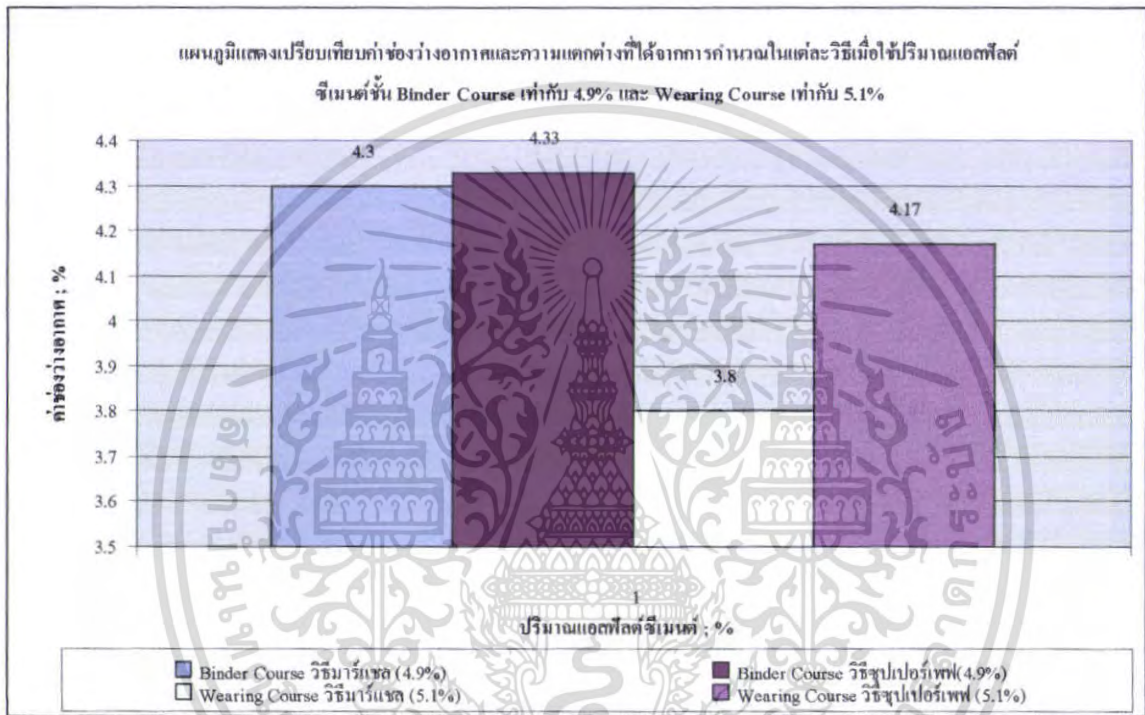 แผนภูมิแสดงเปรียบเทียบค่าช่องว่างอากาศและความแตกต่างที่ได้จากการคำนวณในแต่ละวิธีเมื่อใช้ปริมาณแอสฟัลต์
ซีเมนต์ชั้น Binder Course เท่ากับ 4.9% และ Wearing Course เท่ากับ 5.1%
ค่าช่องว่างอากาศ ; %
4.4
4.3
4.2
4.1
4
3.9
3.8
3.7
3.6
3.5
4.3
4.33
3.8
4.17
1
ปริมาณแอสฟัลต์ซีเมนต์ ; %
Binder Course วิธีมาร์แชล (4.9%)
Binder Course วิธีซุปเปอร์เพฟ(4.9%)
Wearing Course วิธีมาร์แชล (5.1%)
Wearing Course วิธีซุปเปอร์เพฟ (5.1%)